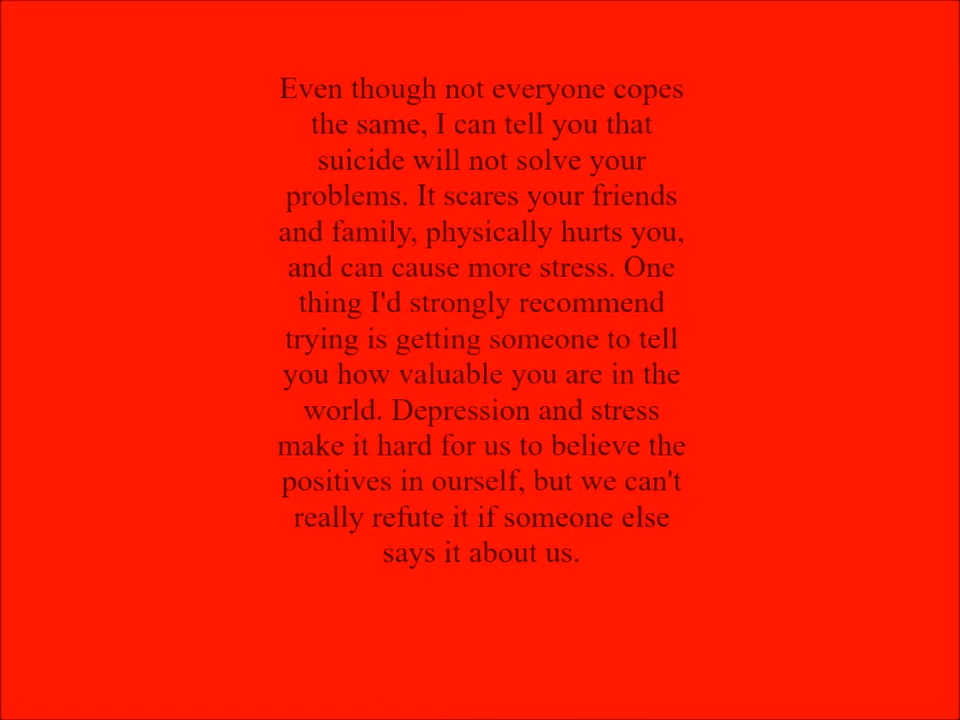 Even though not everyone copes
the same, I can tell you that
suicide will not solve your
problems. It scares your friends
and family, physically hurts you,
and can cause more stress. One
thing I'd strongly recommend
trying is getting someone to tell
you how valuable you are in the
world. Depression and stress
make it hard for us to believe the
positives in ourself, but we can't
really refute it if someone else
says it about us.